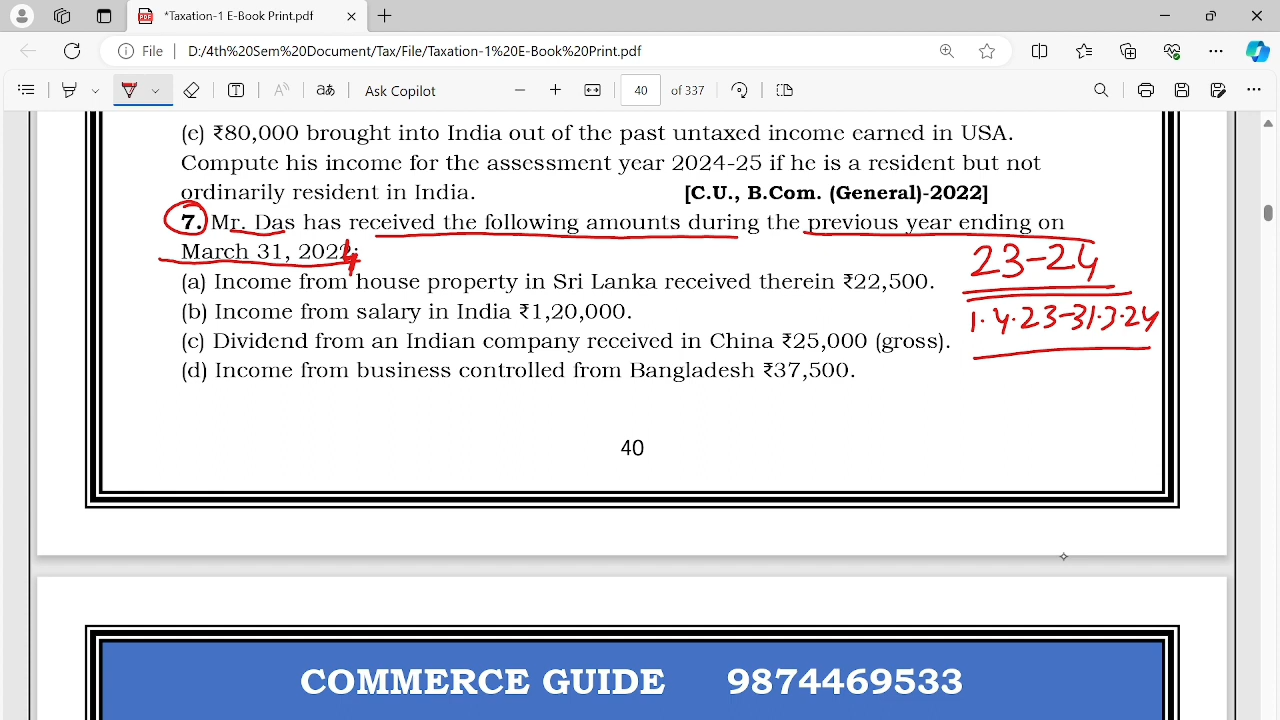 *Taxation-1 E-Book Print.pdf
File D:/4th%20Sem%20Document/Tax/File/Taxation-1%20E-Book%20Print.pdf
Ask Copilot 40 of 337
(e) ₹80,000 brought into India out of the past untaxed income earned in USA.
Compute his income for the assessment year 2024-25 if he is a resident but not
ordinarily resident in India. [C.U., B.Com. (General)-2022]
7. Mr. Das has received the following amounts during the previous year ending on
March 31, 2024:
23-24
(a) Income from house property in Sri Lanka received therein ₹22,500.
(b) Income from salary in India ₹1,20,000.
1.4.23-31.3.24
(c) Dividend from an Indian company received in China ₹25,000 (gross).
(d) Income from business controlled from Bangladesh ₹37,500.
40
COMMERCE GUIDE 9874469533